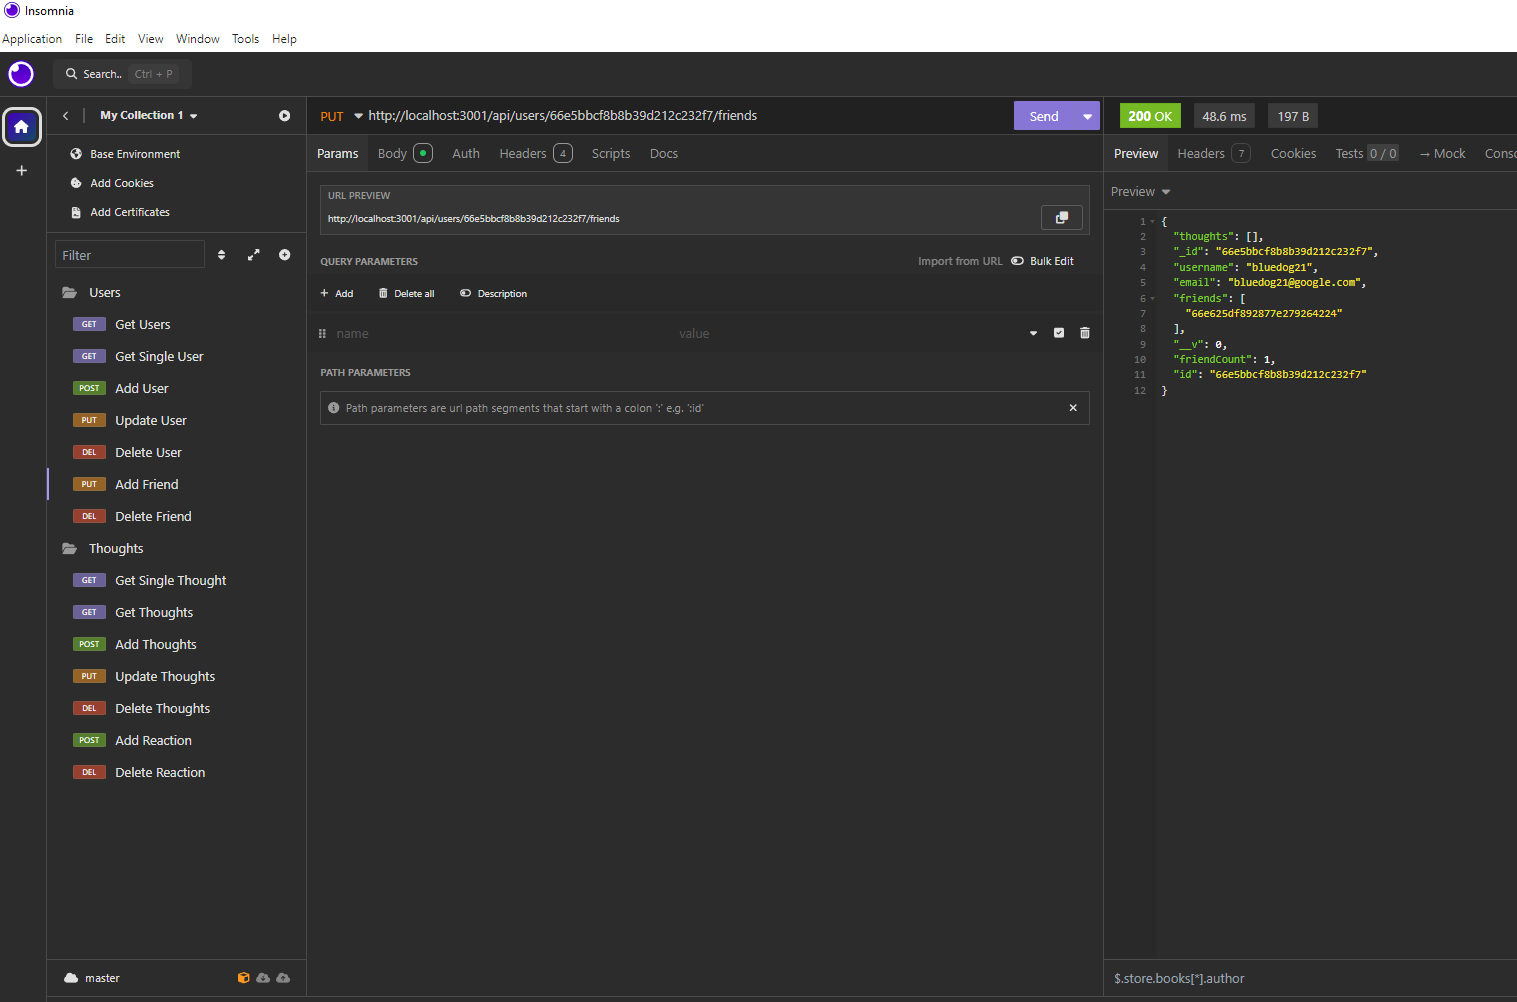 Insomnia
Application File Edit View Window Tools Help
Search.. Ctrl + P
My Collection 1
Base Environment
Add Cookies
Add Certificates
Filter
Users
GET Get Users
GET Get Single User
POST Add User
PUT Update User
DEL Delete User
PUT Add Friend
DEL Delete Friend
Thoughts
GET Get Single Thought
GET Get Thoughts
POST Add Thoughts
PUT Update Thoughts
DEL Delete Thoughts
POST Add Reaction
DEL Delete Reaction
master
PUT http://localhost:3001/api/users/66e5bbcf8b8b39d212c232f7/friends
Send
Params Body Auth Headers 4 Scripts Docs
URL PREVIEW
http://localhost:3001/api/users/66e5bbcf8b8b39d212c232f7/friends
QUERY PARAMETERS Import from URL Bulk Edit
+ Add Delete all Description
name value
PATH PARAMETERS
Path parameters are url path segments that start with a colon ':' e.g. ':id'
200 OK 48.6 ms 197 B
Preview Headers 7 Cookies Tests 0 / 0 → Mock Conso
Preview
1 {
2 "thoughts": [],
3 "_id": "66e5bbcf8b8b39d212c232f7",
4 "username": "bluedog21",
5 "email": "bluedog21@google.com",
6 "friends": [
7 "66e625df892877e279264224"
8 ],
9 "__v": 0,
10 "friendCount": 1,
11 "id": "66e5bbcf8b8b39d212c232f7"
12 }
$.store.books[*].author